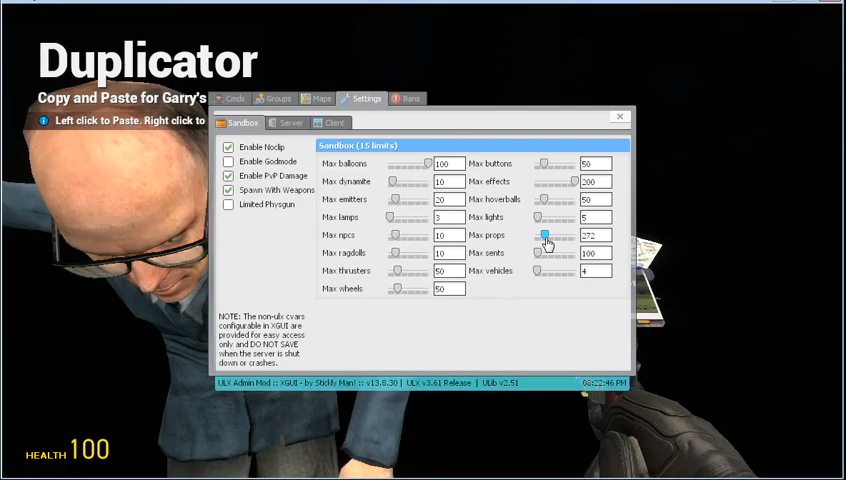 Duplicator
Copy and Paste for Garry's
Left click to Paste. Right click to
Cmds Groups Maps Settings Bans
Sandbox Server Client
Enable Noclip
Enable Godmode
Enable PvP Damage
Spawn With Weapons
Limited Physgun
Sandbox (15 limits)
Max balloons 100 Max buttons 50
Max dynamite 10 Max effects 200
Max emitters 20 Max hoverballs 50
Max lamps 3 Max lights 5
Max npcs 10 Max props 272
Max ragdolls 10 Max sents 100
Max thrusters 50 Max vehicles 4
Max wheels 50
NOTE: The non-ulx cvars
configurable in XGUI are
provided for easy access
only and DO NOT SAVE
when the server is shut
down or crashes.
ULX Admin Mod :: XGUI - by Stickly Man! :: v13.8.30 | ULX v3.61 Release | ULib v2.51 08:22:46 PM
HEALTH 100